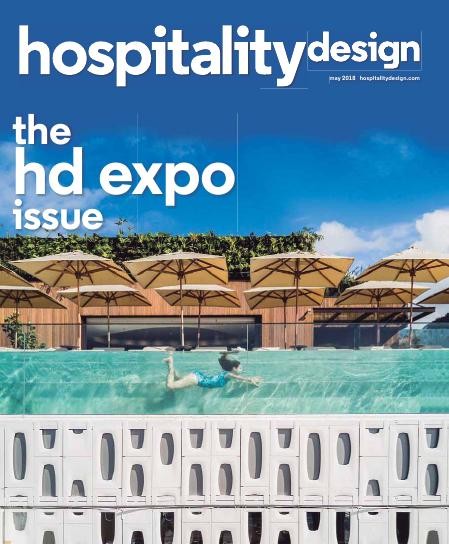 hospitalitydesign
may 2018 hospitalitydesign.com
the
hd expo
issue